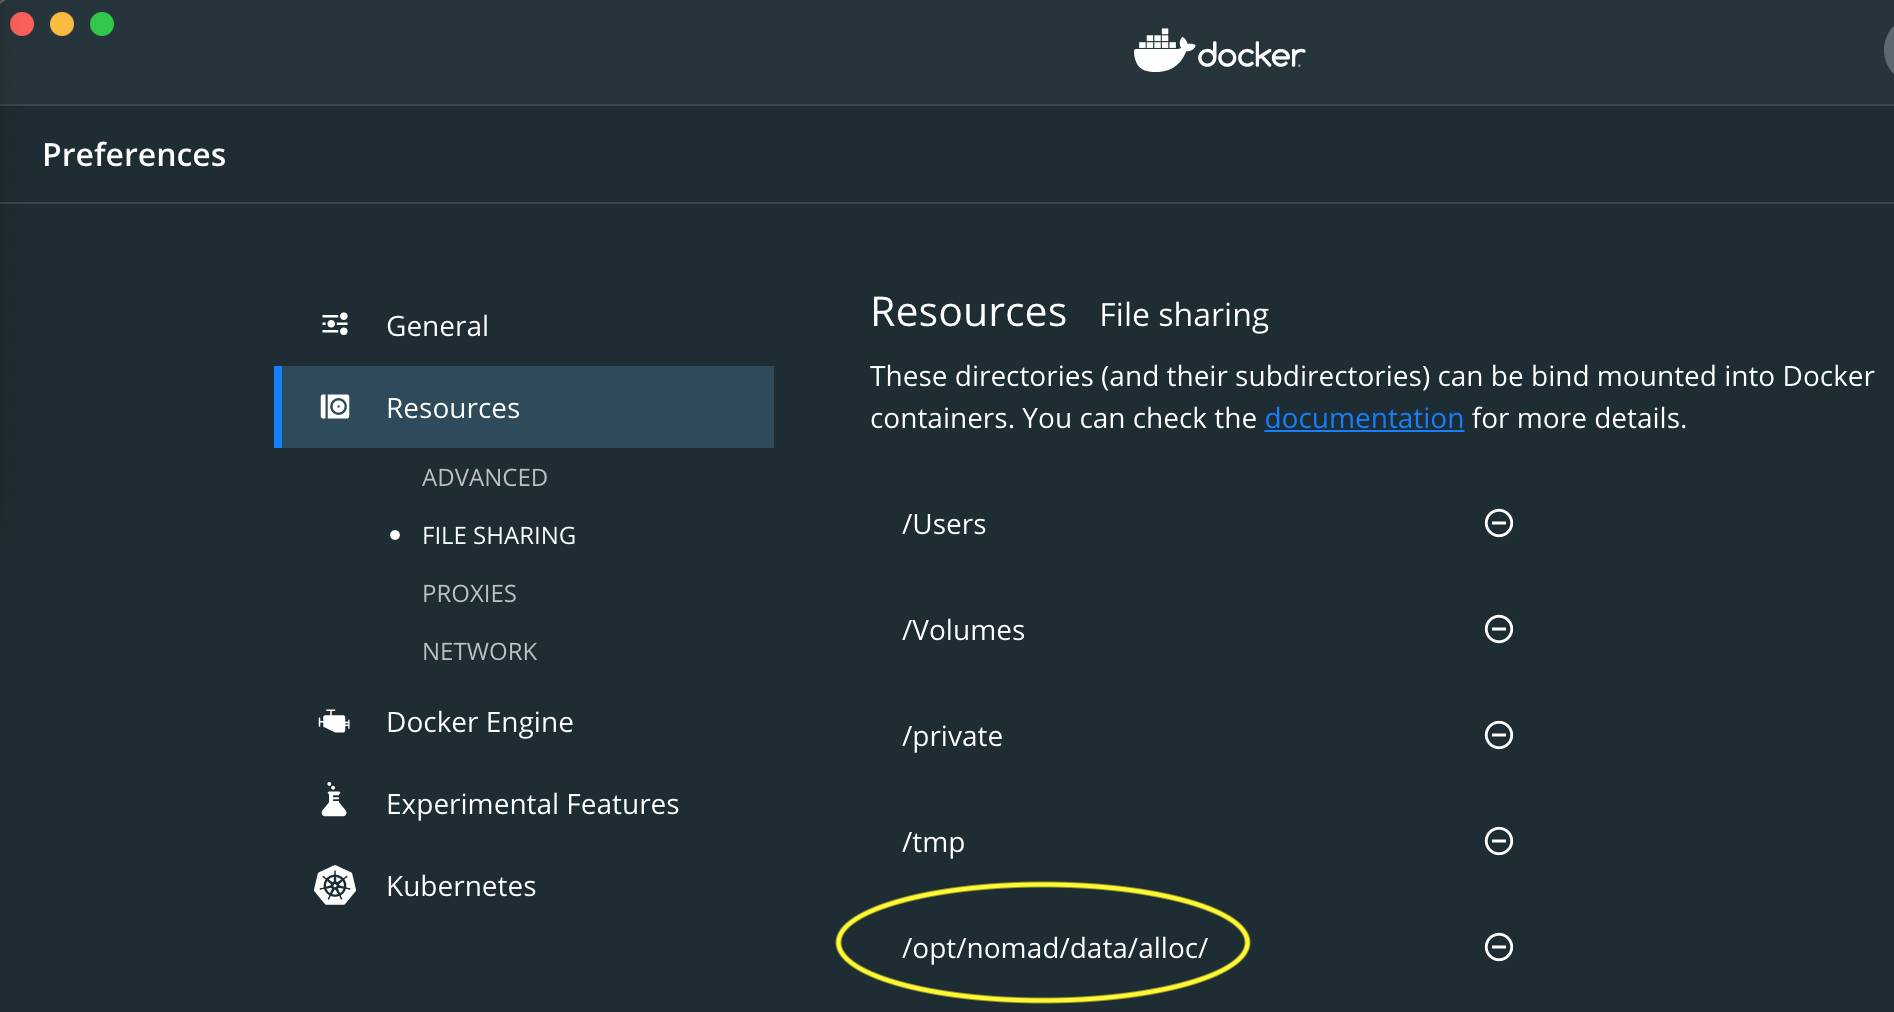 docker
Preferences
General
Resources
ADVANCED
FILE SHARING
PROXIES
NETWORK
Docker Engine
Experimental Features
Kubernetes
Resources File sharing
These directories (and their subdirectories) can be bind mounted into Docker
containers. You can check the documentation for more details.
/Users
/Volumes
/private
/tmp
/opt/nomad/data/alloc/